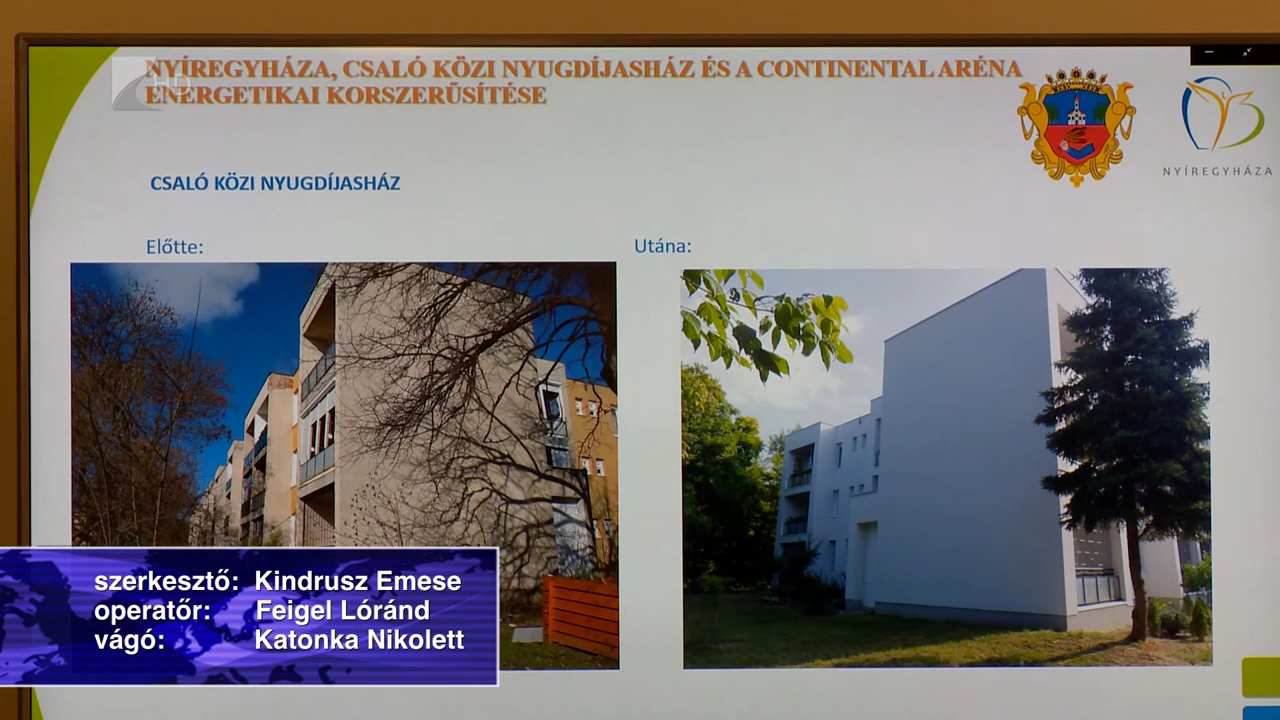 NYÍREGYHÁZA, CSALÓ KÖZI NYUGDÍJASHÁZ ÉS A CONTINENTAL ARÉNA
ENERGETIKAI KORSZERŰSÍTÉSE
HD
NYÍREGYHÁZA
CSALÓ KÖZI NYUGDÍJASHÁZ
Előtte:
Utána:
szerkesztő: Kindrusz Emese
operatőr: Feigel Lóránd
vágó: Katonka Nikolett